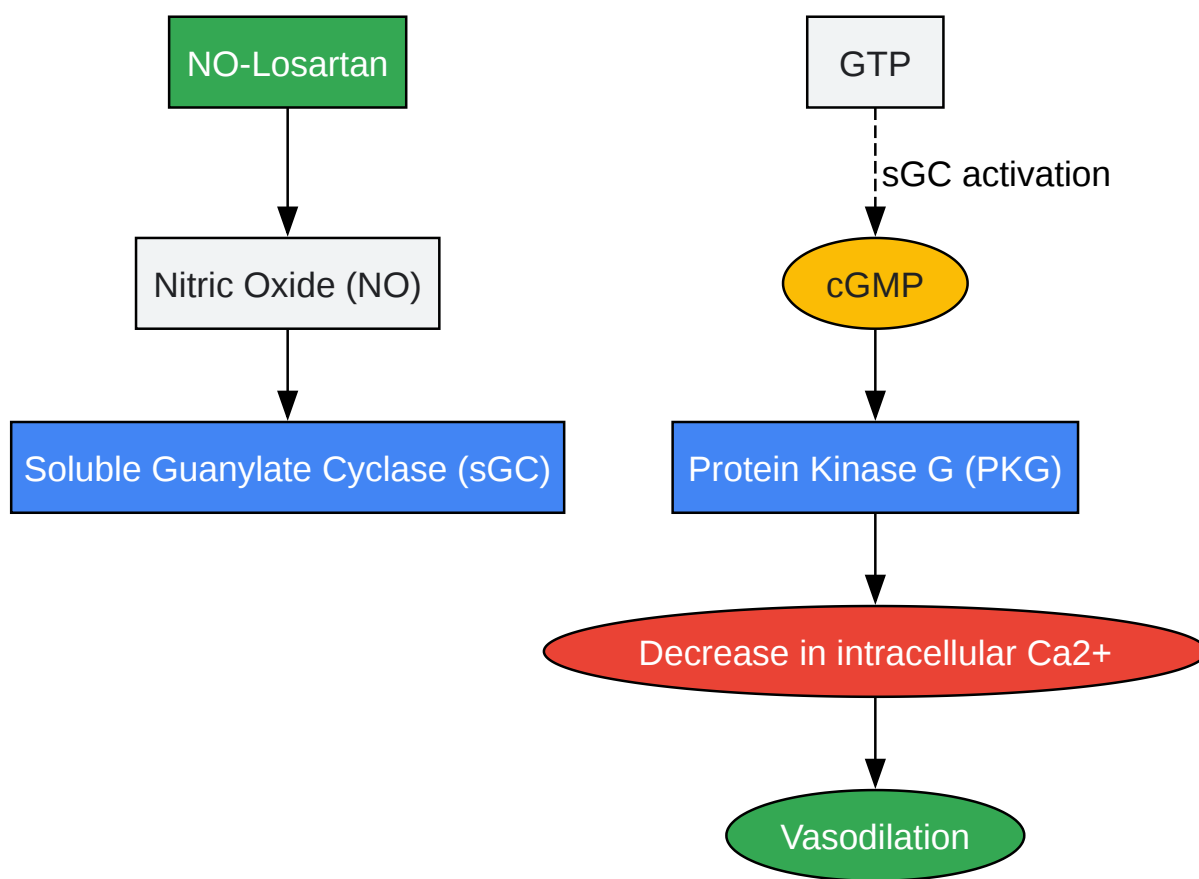 NO-Losartan
Nitric Oxide (NO)
Soluble Guanylate Cyclase (sGC)
GTP
sGC activation
cGMP
Protein Kinase G (PKG)
Decrease in intracellular Ca2+
Vasodilation